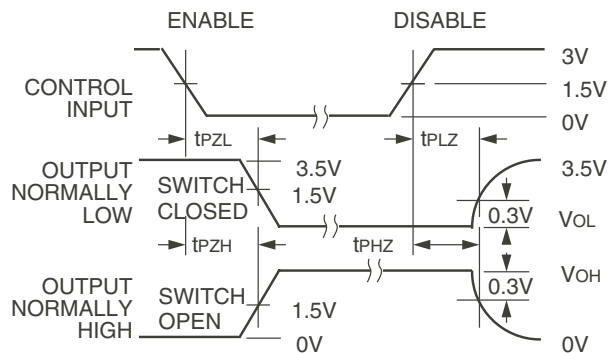 ENABLE DISABLE
3V
CONTROL
INPUT
1.5V
0V
tPZL tPLZ
OUTPUT
NORMALLY
LOW
SWITCH
CLOSED
3.5V
1.5V
3.5V
0.3V VOL
tPZH tPHZ
OUTPUT
NORMALLY
HIGH
SWITCH
OPEN
1.5V
0V
0.3V VOH
0V